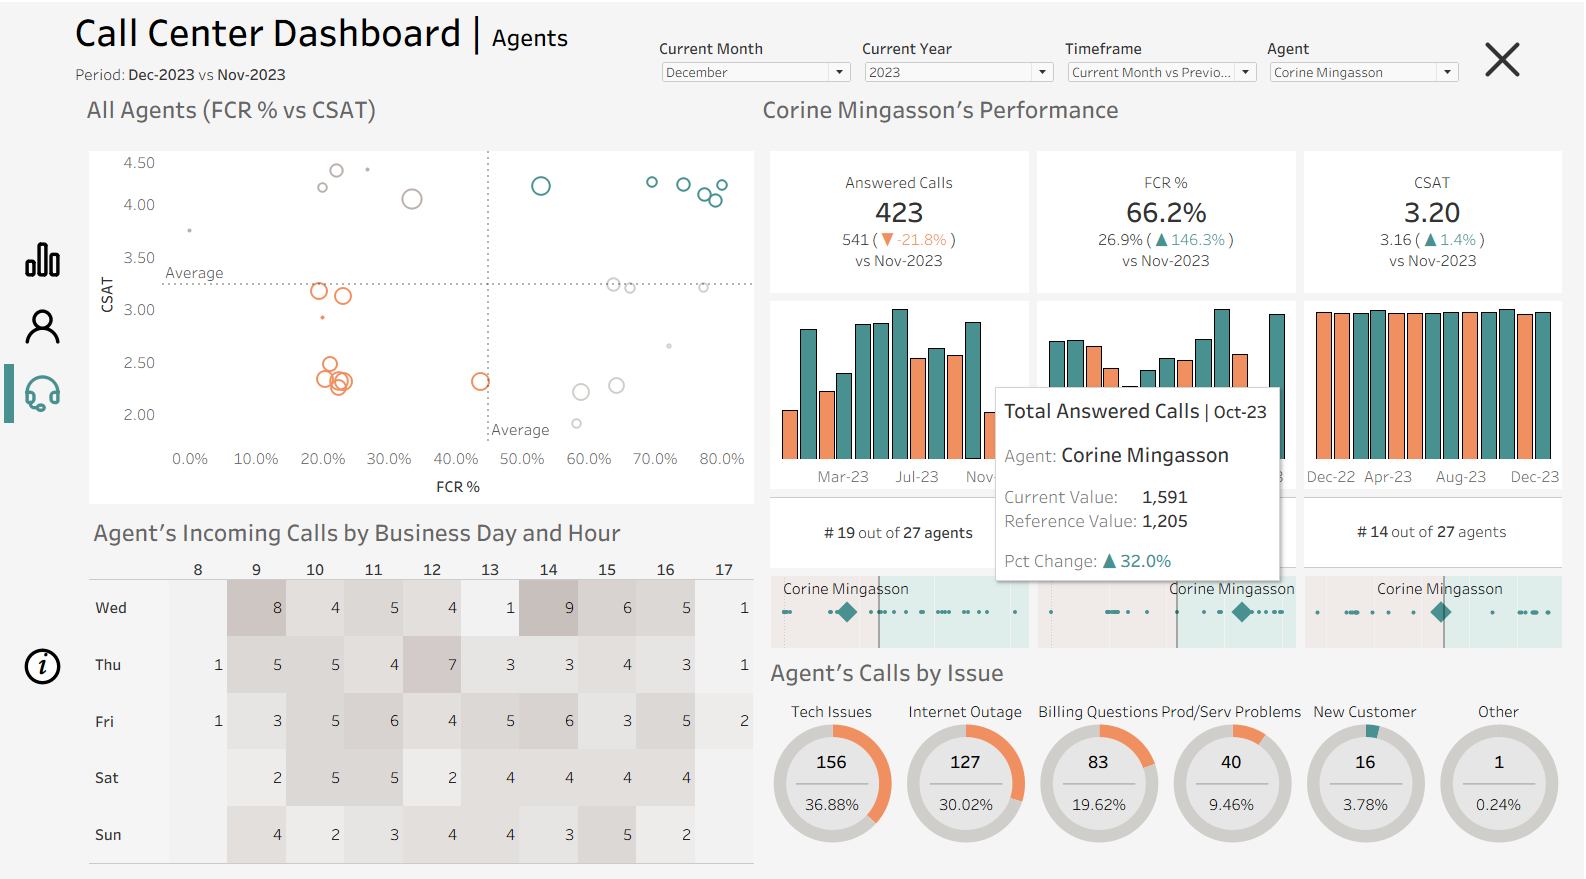 Call Center Dashboard | Agents
Period: Dec-2023 vs Nov-2023
Current Month
December
Current Year
2023
Timeframe
Current Month vs Previo...
Agent
Corine Mingasson
All Agents (FCR % vs CSAT)
4.50
4.00
3.50
3.00
2.50
2.00
CSAT
Average
Average
0.0% 10.0% 20.0% 30.0% 40.0% 50.0% 60.0% 70.0% 80.0%
FCR %
Corine Mingasson's Performance
Answered Calls
423
541 ( ▼ -21.8% )
vs Nov-2023
FCR %
66.2%
26.9% ( ▲ 146.3% )
vs Nov-2023
CSAT
3.20
3.16 ( ▲ 1.4% )
vs Nov-2023
Mar-23 Jul-23 Nov-
Dec-22 Apr-23 Aug-23 Dec-23
Total Answered Calls | Oct-23
Agent: Corine Mingasson
Current Value: 1,591
Reference Value: 1,205
Pct Change: ▲ 32.0%
# 19 out of 27 agents
# 14 out of 27 agents
Corine Mingasson
Corine Mingasson
Corine Mingasson
Agent's Incoming Calls by Business Day and Hour
8 9 10 11 12 13 14 15 16 17
Wed 8 4 5 4 1 9 6 5 1
Thu 1 5 5 4 7 3 3 4 3 1
Fri 1 3 5 6 4 5 6 3 5 2
Sat 2 5 5 2 4 4 4 4
Sun 4 2 3 4 4 3 5 2
i
Agent's Calls by Issue
Tech Issues
156
36.88%
Internet Outage
127
30.02%
Billing Questions
83
19.62%
Prod/Serv Problems
40
9.46%
New Customer
16
3.78%
Other
1
0.24%